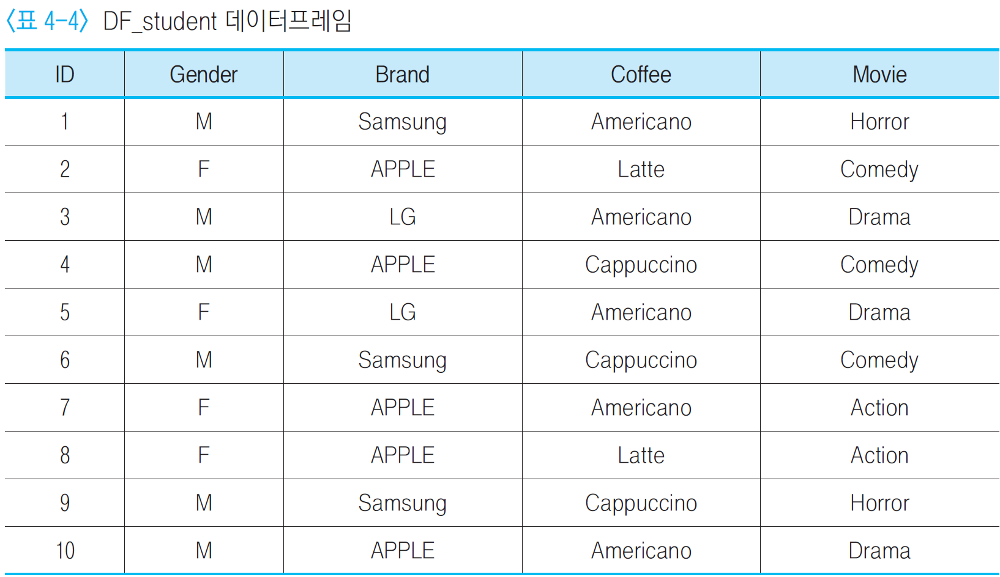 〈표 4-4〉 DF_student 데이터프레임
ID Gender Brand Coffee Movie
1 M Samsung Americano Horror
2 F APPLE Latte Comedy
3 M LG Americano Drama
4 M APPLE Cappuccino Comedy
5 F LG Americano Drama
6 M Samsung Cappuccino Comedy
7 F APPLE Americano Action
8 F APPLE Latte Action
9 M Samsung Cappuccino Horror
10 M APPLE Americano Drama